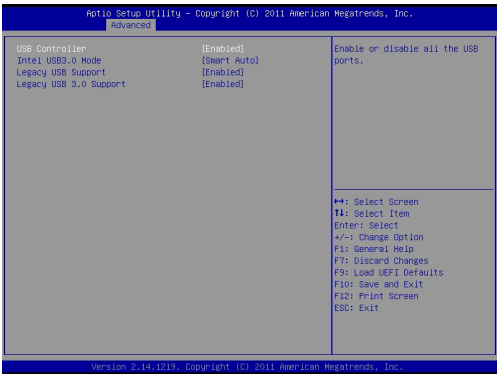 Aptio Setup Utility – Copyright (C) 2011 American Megatrends, Inc.
Advanced
USB Controller [Enabled]
Intel USB3.0 Mode [Smart Auto]
Legacy USB Support [Enabled]
Legacy USB 3.0 Support [Enabled]
Enable or disable all the USB
ports.
↔: Select Screen
↑↓: Select Item
Enter: Select
+/-: Change Option
F1: General Help
F7: Discard Changes
F9: Load UEFI Defaults
F10: Save and Exit
F12: Print Screen
ESC: Exit
Version 2.14.1219. Copyright (C) 2011 American Megatrends, Inc.